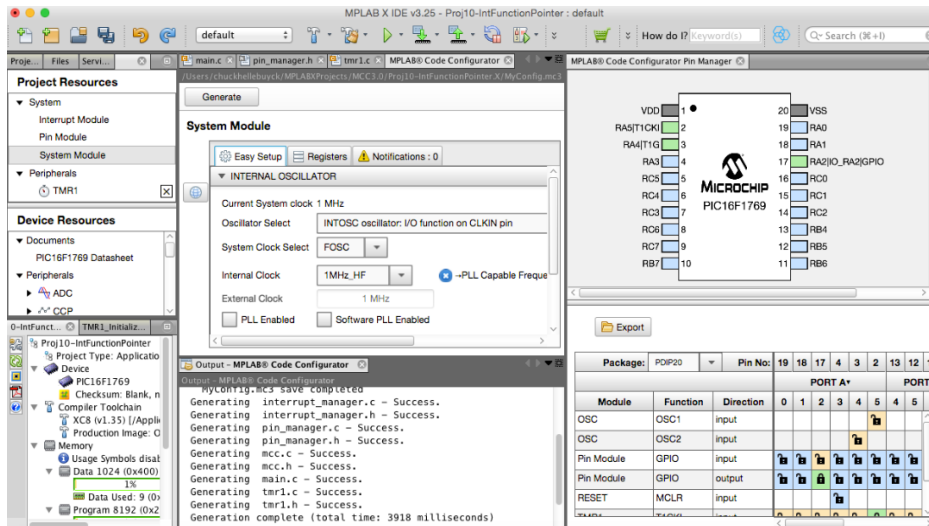 MPLAB X IDE v3.25 - Proj10-IntFunctionPointer : default
default
How do I? Keyword(s)
Search (⌘+I)
Proje... Files Servi...
Project Resources
System
Interrupt Module
Pin Module
System Module
Peripherals
TMR1
Device Resources
Documents
PIC16F1769 Datasheet
Peripherals
ADC
CCP
0-IntFunct... TMR1_Initializ...
Proj10-IntFunctionPointer
Project Type: Applicatio
Device
PIC16F1769
Checksum: Blank, n
Compiler Toolchain
XC8 (v1.35) [/Applic
Production Image: O
Memory
Usage Symbols disab
Data 1024 (0x400)
1%
Data Used: 9 (0x
Program 8192 (0x2
main.c pin_manager.h tmr1.c MPLAB® Code Configurator
/Users/chuckhellebuyck/MPLABXProjects/MCC3.0/Proj10-IntFunctionPointer.X/MyConfig.mc3
Generate
System Module
Easy Setup Registers Notifications : 0
INTERNAL OSCILLATOR
Current System clock 1 MHz
Oscillator Select INTOSC oscillator: I/O function on CLKIN pin
System Clock Select FOSC
Internal Clock 1MHz_HF ->PLL Capable Freque
External Clock 1 MHz
PLL Enabled Software PLL Enabled
Output - MPLAB® Code Configurator
Output - MPLAB® Code Configurator
MyConfig.mc3 save completed
Generating interrupt_manager.c - Success.
Generating interrupt_manager.h - Success.
Generating pin_manager.c - Success.
Generating pin_manager.h - Success.
Generating mcc.c - Success.
Generating mcc.h - Success.
Generating main.c - Success.
Generating tmr1.c - Success.
Generating tmr1.h - Success.
Generation complete (total time: 3918 milliseconds)
MPLAB® Code Configurator Pin Manager
VDD 1 20 VSS
RA5|T1CKI 2 19 RA0
RA4|T1G 3 18 RA1
RA3 4 17 RA2|IO_RA2|GPIO
RC5 5 16 RC0
RC4 6 15 RC1
RC3 7 14 RC2
RC6 8 13 RB4
RC7 9 12 RB5
RB7 10 11 RB6
MICROCHIP
PIC16F1769
Export
Package: PDIP20 Pin No: 19 18 17 4 3 2 13 12
PORT A▾ PORT
Module Function Direction 0 1 2 3 4 5 4 5
OSC OSC1 input
OSC OSC2 input
Pin Module GPIO input
Pin Module GPIO output
RESET MCLR input
TMR1 T1CKI input